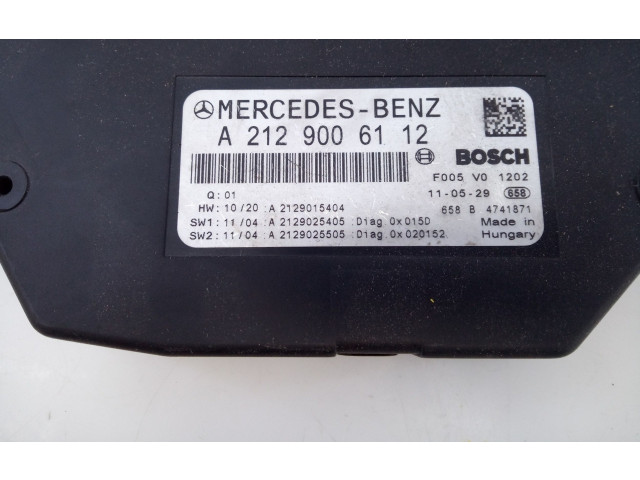 MERCEDES-BENZ
A 212 900 61 12
BOSCH
F005 V0 1202
Q: 01
11-05-29 658
HW: 10/20 :A 2129015404
658 B 4741871
SW1: 11/04 :A 2129025405 :Diag.0x015D
Made in
SW2: 11/04 :A 2129025505 :Diag.0x020152
Hungary